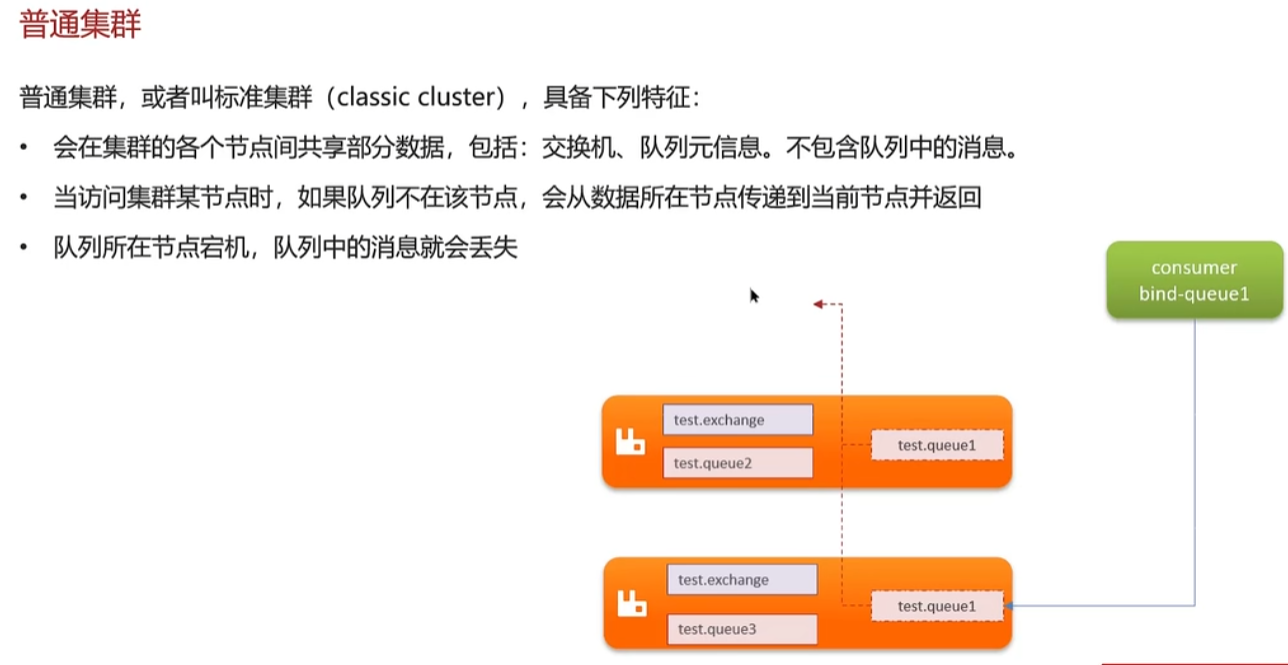 普通集群
普通集群，或者叫标准集群（classic cluster），具备下列特征：
• 会在集群的各个节点间共享部分数据，包括：交换机、队列元信息。不包含队列中的消息。
• 当访问集群某节点时，如果队列不在该节点，会从数据所在节点传递到当前节点并返回
• 队列所在节点宕机，队列中的消息就会丢失
consumer
bind-queue1
test.exchange
test.queue2
test.queue1
test.exchange
test.queue3
test.queue1